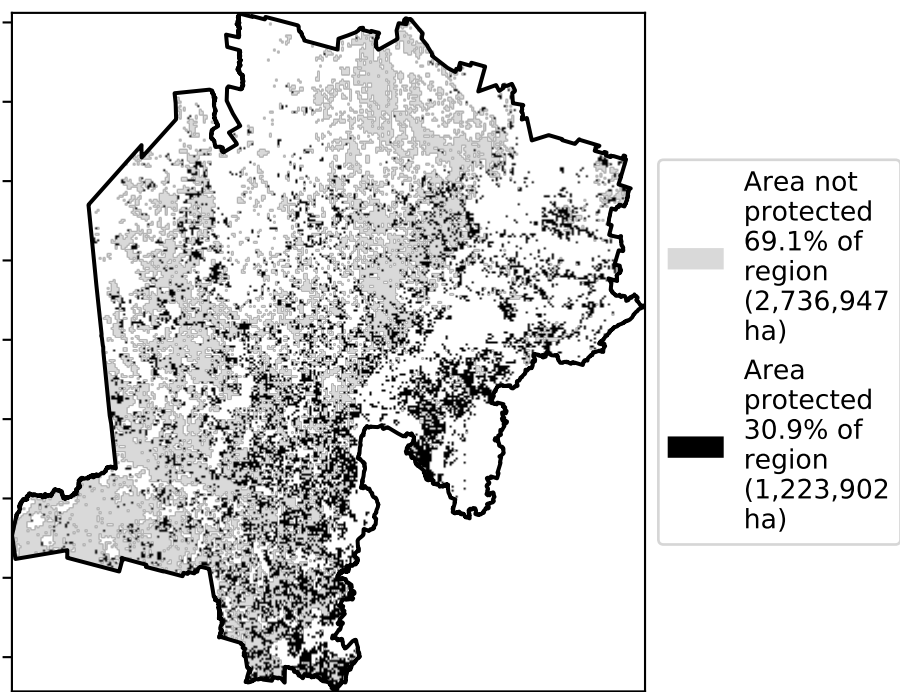 Area not
protected
69.1% of
region
(2,736,947
ha)
Area
protected
30.9% of
region
(1,223,902
ha)